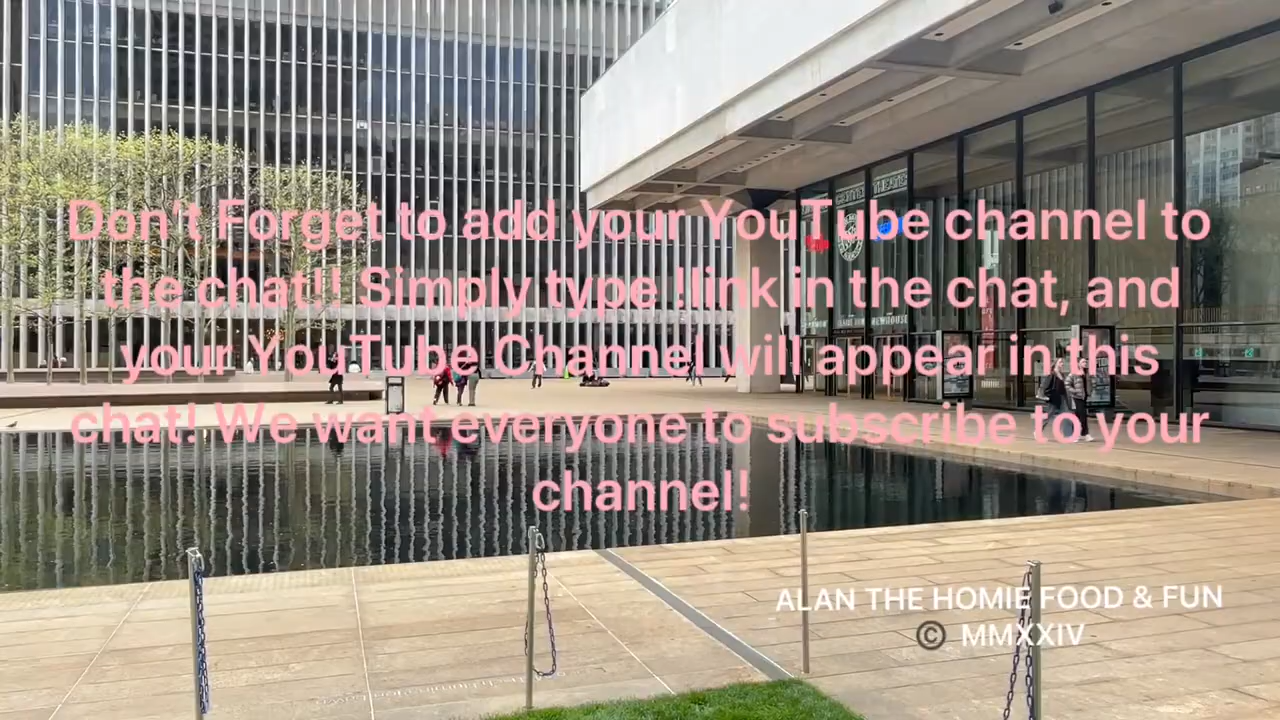 Don't Forget to add your YouTube channel to
the chat!! Simply type !link in the chat, and
your YouTube Channel will appear in this
chat! We want everyone to subscribe to your
channel!
THEATER
NEWHOUSE
ALAN THE HOMIE FOOD & FUN
© MMXXIV